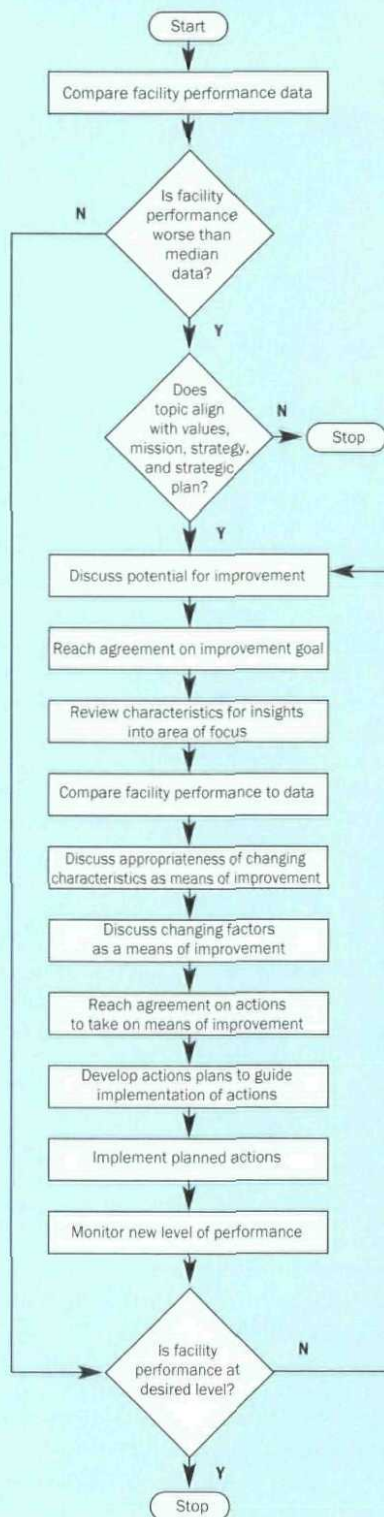 Start
Compare facility performance data
Is facility
performance
worse than
median
data?
N
Y
Does
topic align
with values,
mission, strategy,
and strategic
plan?
N
Stop
Y
Discuss potential for improvement
Reach agreement on improvement goal
Review characteristics for insights
into area of focus
Compare facility performance to data
Discuss appropriateness of changing
characteristics as means of improvement
Discuss changing factors
as a means of improvement
Reach agreement on actions
to take on means of improvement
Develop actions plans to guide
implementation of actions
Implement planned actions
Monitor new level of performance
Is facility
performance at
desired level?
N
Y
Stop